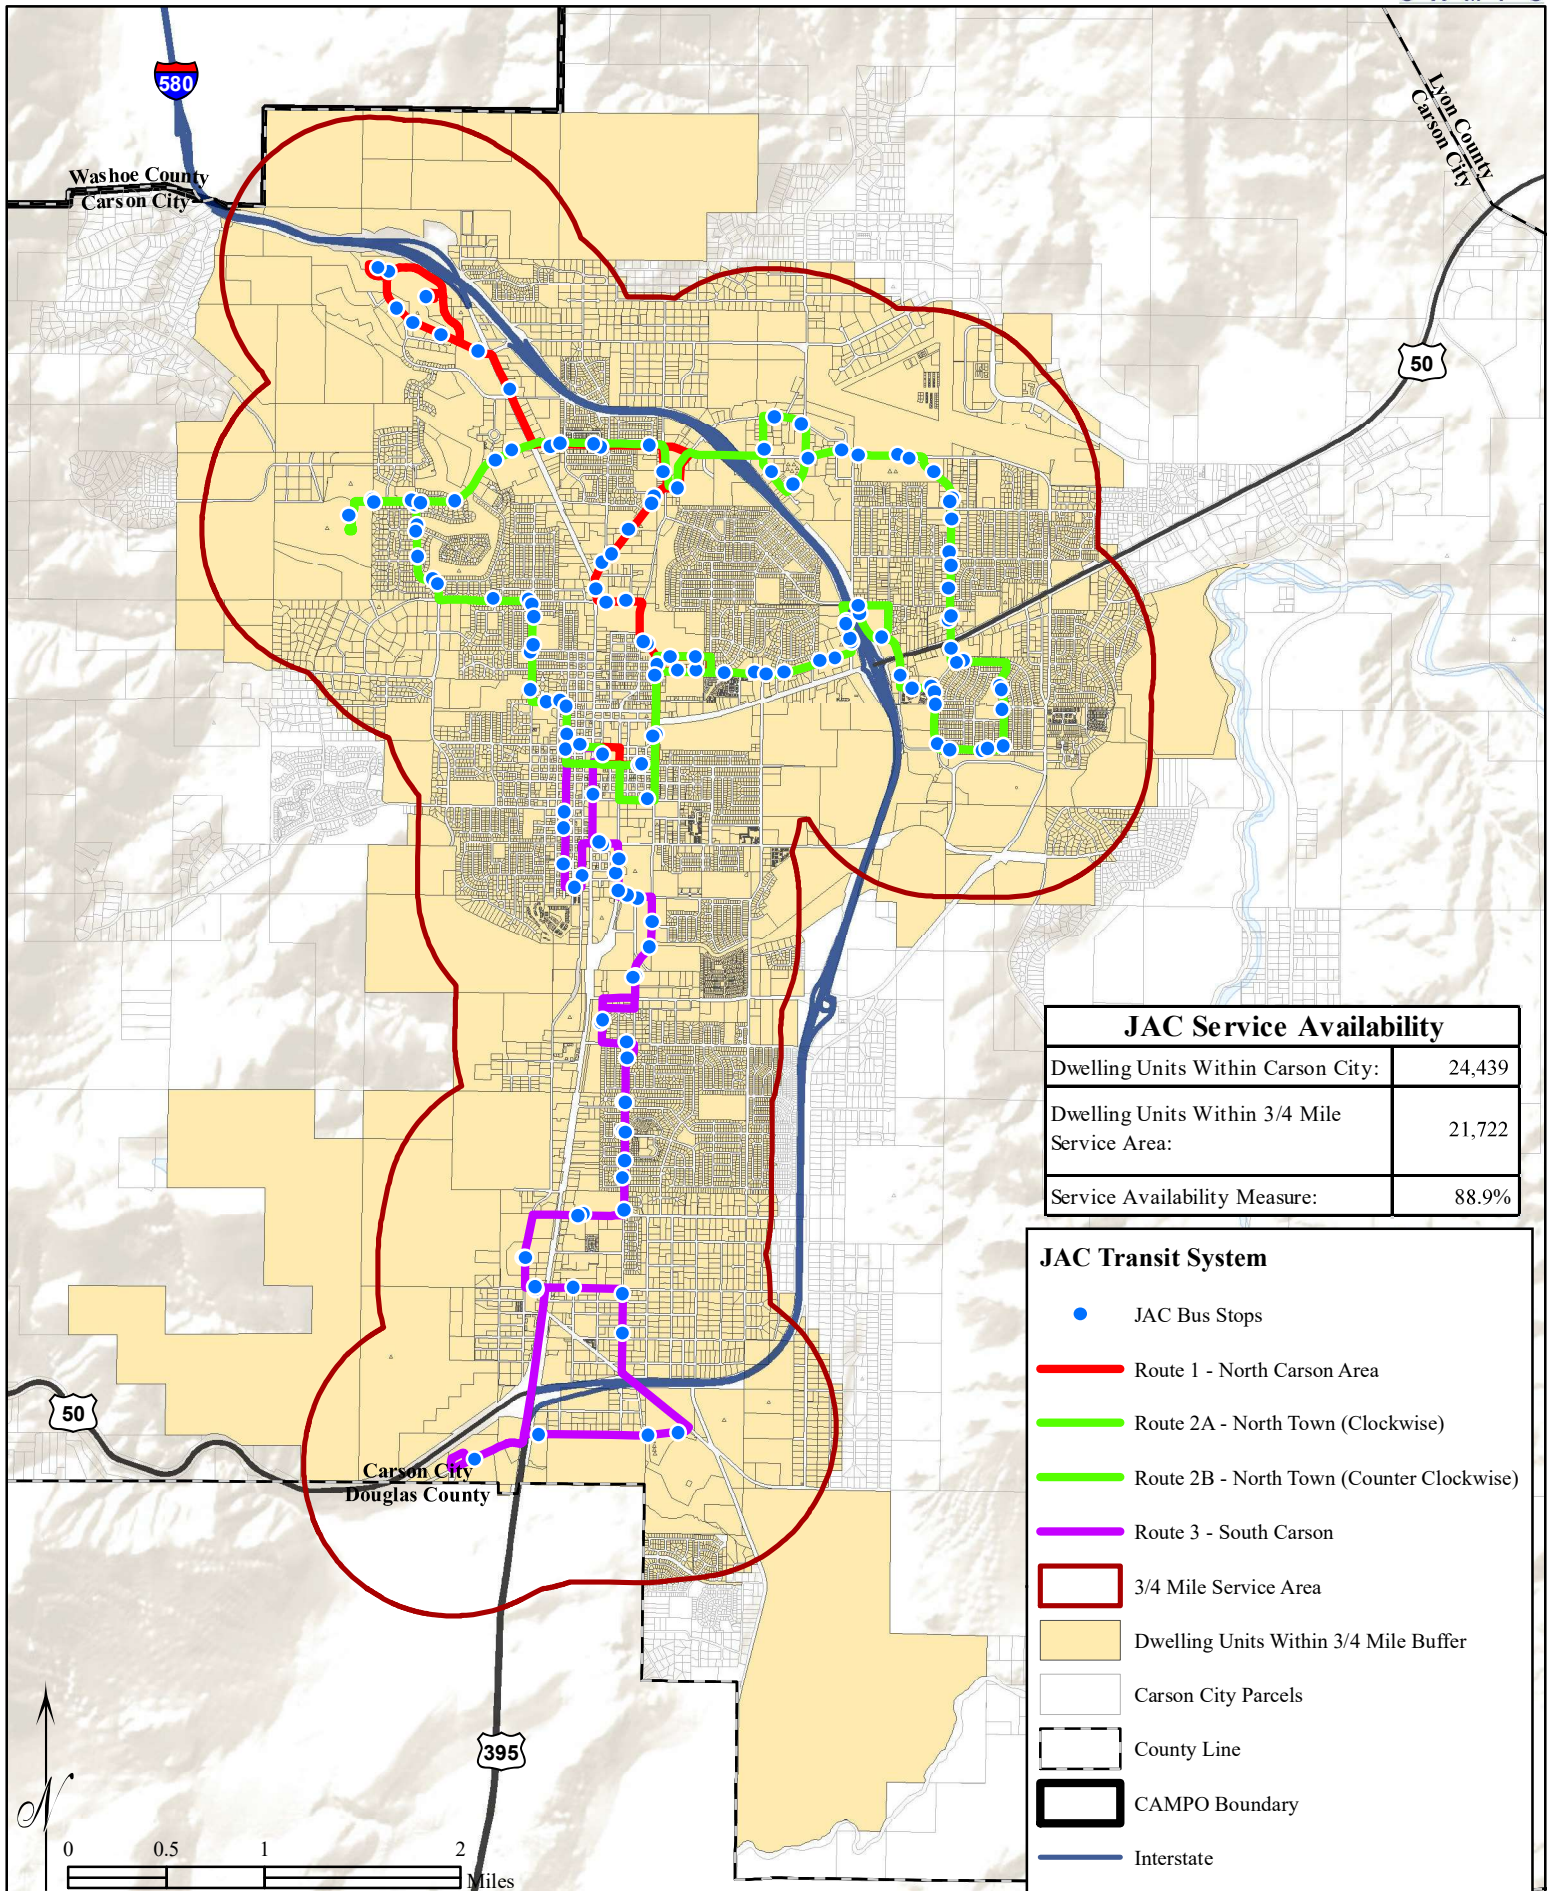 580
Lyon County
Carson City
Washoe County
Carson City
50
JAC Service Availability
Dwelling Units Within Carson City: 24,439
Dwelling Units Within 3/4 Mile
Service Area: 21,722
Service Availability Measure: 88.9%
JAC Transit System
JAC Bus Stops
Route 1 - North Carson Area
Route 2A - North Town (Clockwise)
50
Carson City
Douglas County
Route 2B - North Town (Counter Clockwise)
Route 3 - South Carson
3/4 Mile Service Area
Dwelling Units Within 3/4 Mile Buffer
Carson City Parcels
395
County Line
N
CAMPO Boundary
0 0.5 1 2
Miles
Interstate